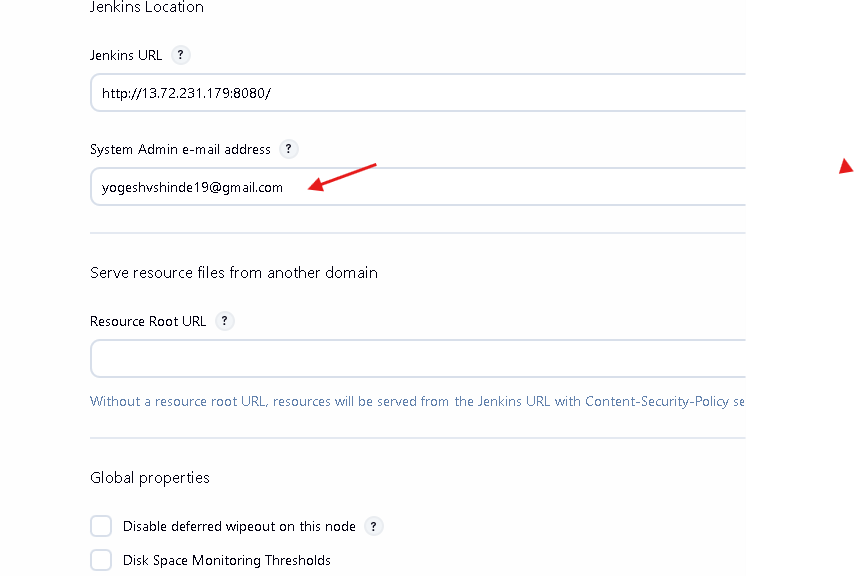 Jenkins Location
Jenkins URL ?
http://13.72.231.179:8080/
System Admin e-mail address ?
yogeshvshinde19@gmail.com
Serve resource files from another domain
Resource Root URL ?
Without a resource root URL, resources will be served from the Jenkins URL with Content-Security-Policy se
Global properties
Disable deferred wipeout on this node ?
Disk Space Monitoring Thresholds